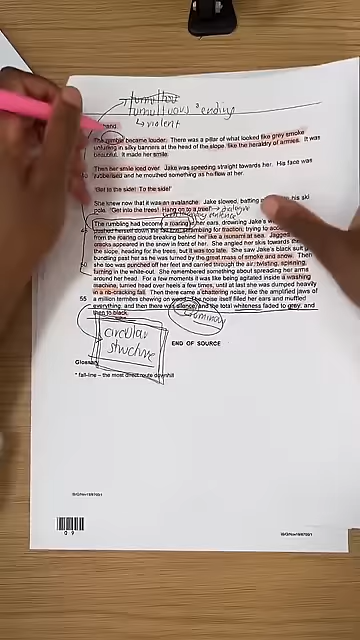 tumultuous
tumultuous endings
↳ violent
hand.
The rumble became louder. There was a pillar of what looked like grey smoke
unfurling in silky banners at the head of the slope, like the heraldry of armies. It was
beautiful. It made her smile.
Then her smile iced over. Jake was speeding straight towards her. His face was
rubberised and he mouthed something as he flew at her.
'Get to the side! To the side!'
She knew now that it was an avalanche. Jake slowed, batting his ski
pole. 'Get into the trees! Hang on to a tree!' → dialogue
The rumbling had become a roaring in her ears, drowning Jake's
herself down the fall line, scrambling for traction, trying to
from the roaring cloud breaking behind her like a tsunami at sea. Jagged
cracks appeared in the snow in front of her. She angled her skis towards the
the slope, heading for the trees, but it was too late. She saw Jake's black suit
bundling past her as he was turned by the great mass of smoke and snow. Then
50 she too was punched off her feet and carried through the air, twisting, spinning,
turning in the white-out. She remembered something about spreading her arms
around her head. For a few moments it was like being agitated inside a washing
machine, turned head over heels a few times, until at last she was dumped heavily
in a rib-cracking fall. Then there came a chattering noise, like the amplified jaws of
55 a million termites chewing on wood. The noise itself filled her ears and muffled
everything, and then there was silence, and the total whiteness faded to grey, and
then to black.
circular
structure
END OF SOURCE
Glossary
* fall-line – the most direct route downhill
IB/G/Nov19/8700/1
09
IB/G/Nov19/8700/1